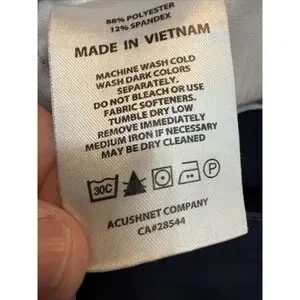 88% POLYESTER
12% SPANDEX
MADE IN VIETNAM
MACHINE WASH COLD
WASH DARK COLORS
SEPARATELY.
DO NOT BLEACH OR USE
FABRIC SOFTENERS.
TUMBLE DRY LOW
REMOVE IMMEDIATELY
MEDIUM IRON IF NECESSARY
MAY BE DRY CLEANED
30C P
ACUSHNET COMPANY
CA#28544